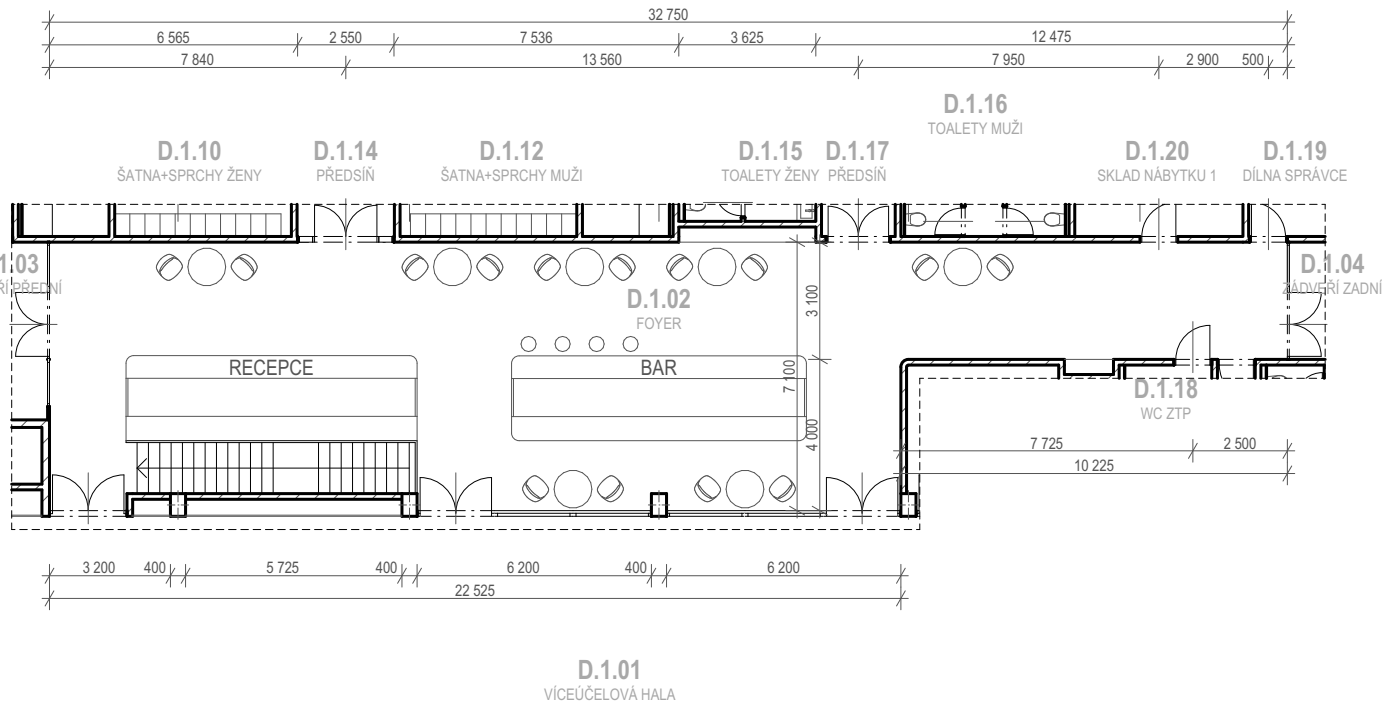 32 750
6 565 2 550 7 536 3 625 12 475
7 840 13 560 7 950 2 900 500
D.1.16
TOALETY MUŽI
D.1.10 D.1.14 D.1.12 D.1.15 D.1.17 D.1.20 D.1.19
ŠATNA+SPRCHY ŽENY PŘEDSÍŇ ŠATNA+SPRCHY MUŽI TOALETY ŽENY PŘEDSÍŇ SKLAD NÁBYTKU 1 DÍLNA SPRÁVCE
1.03 D.1.04
PŘEDNÍ ZÁDVEŘÍ ZADNÍ
D.1.02
FOYER
3 100
RECEPCE BAR
7 100
4 000
D.1.18
WC ZTP
7 725 2 500
10 225
3 200 400 5 725 400 6 200 400 6 200
22 525
D.1.01
VÍCEÚČELOVÁ HALA